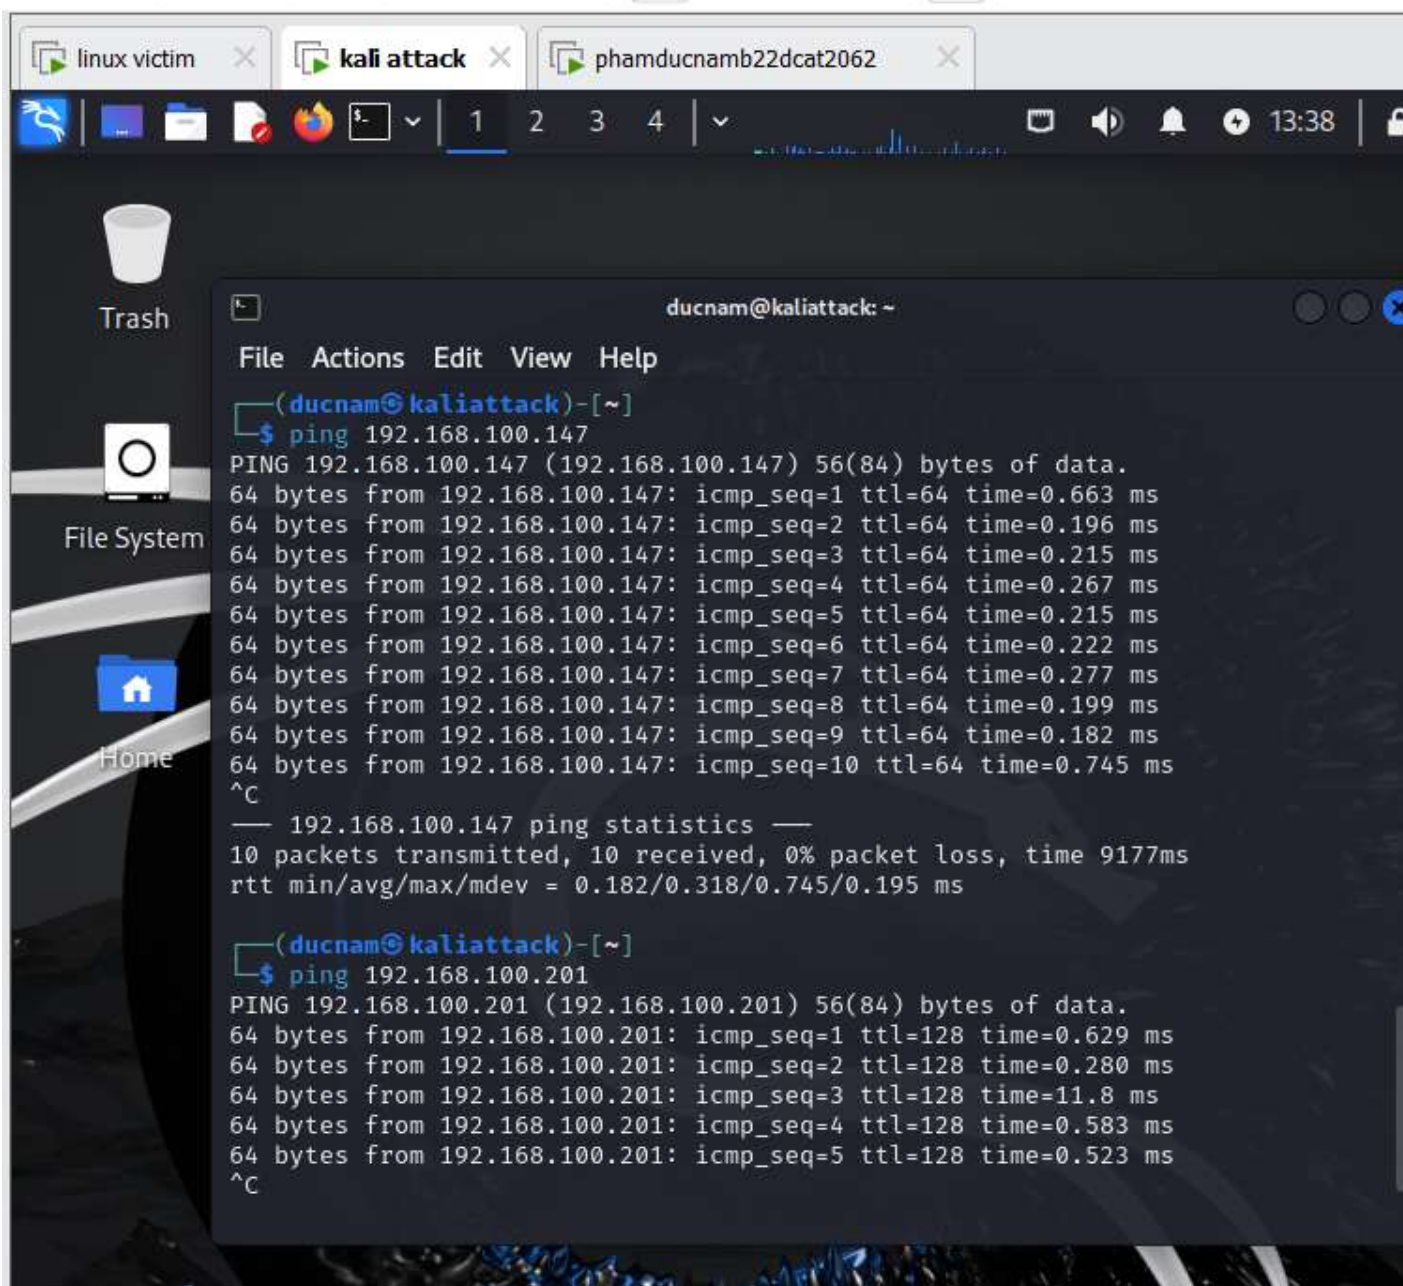 linux victim
kali attack
phamducnamb22dcat2062
1 2 3 4
13:38
Trash
ducnam@kaliattack: ~
File Actions Edit View Help
File System
Home
┌──(ducnam㉿kaliattack)-[~]
└─$ ping 192.168.100.147
PING 192.168.100.147 (192.168.100.147) 56(84) bytes of data.
64 bytes from 192.168.100.147: icmp_seq=1 ttl=64 time=0.663 ms
64 bytes from 192.168.100.147: icmp_seq=2 ttl=64 time=0.196 ms
64 bytes from 192.168.100.147: icmp_seq=3 ttl=64 time=0.215 ms
64 bytes from 192.168.100.147: icmp_seq=4 ttl=64 time=0.267 ms
64 bytes from 192.168.100.147: icmp_seq=5 ttl=64 time=0.215 ms
64 bytes from 192.168.100.147: icmp_seq=6 ttl=64 time=0.222 ms
64 bytes from 192.168.100.147: icmp_seq=7 ttl=64 time=0.277 ms
64 bytes from 192.168.100.147: icmp_seq=8 ttl=64 time=0.199 ms
64 bytes from 192.168.100.147: icmp_seq=9 ttl=64 time=0.182 ms
64 bytes from 192.168.100.147: icmp_seq=10 ttl=64 time=0.745 ms
^C
─── 192.168.100.147 ping statistics ───
10 packets transmitted, 10 received, 0% packet loss, time 9177ms
rtt min/avg/max/mdev = 0.182/0.318/0.745/0.195 ms
┌──(ducnam㉿kaliattack)-[~]
└─$ ping 192.168.100.201
PING 192.168.100.201 (192.168.100.201) 56(84) bytes of data.
64 bytes from 192.168.100.201: icmp_seq=1 ttl=128 time=0.629 ms
64 bytes from 192.168.100.201: icmp_seq=2 ttl=128 time=0.280 ms
64 bytes from 192.168.100.201: icmp_seq=3 ttl=128 time=11.8 ms
64 bytes from 192.168.100.201: icmp_seq=4 ttl=128 time=0.583 ms
64 bytes from 192.168.100.201: icmp_seq=5 ttl=128 time=0.523 ms
^C